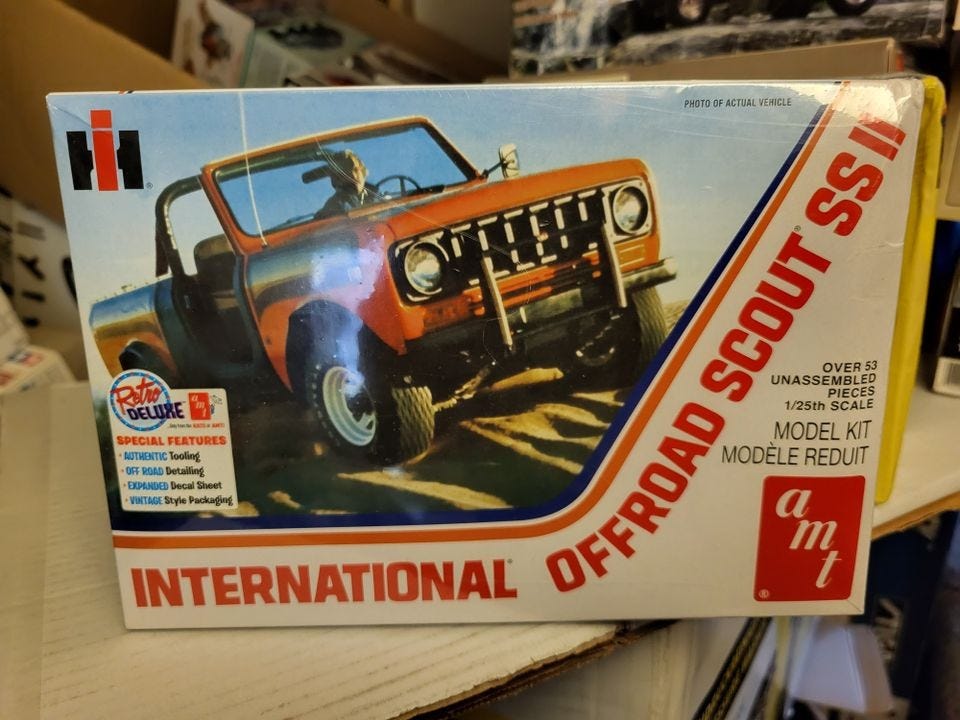 IH
PHOTO OF ACTUAL VEHICLE
Retro
DELUXE
amt
SPECIAL FEATURES
• AUTHENTIC Tooling
• OFF ROAD Detailing
• EXPANDED Decal Sheet
• VINTAGE Style Packaging
INTERNATIONAL®
OFFROAD SCOUT® SS II
OVER 53
UNASSEMBLED
PIECES
1/25th SCALE
MODEL KIT
MODÈLE REDUIT
amt
®